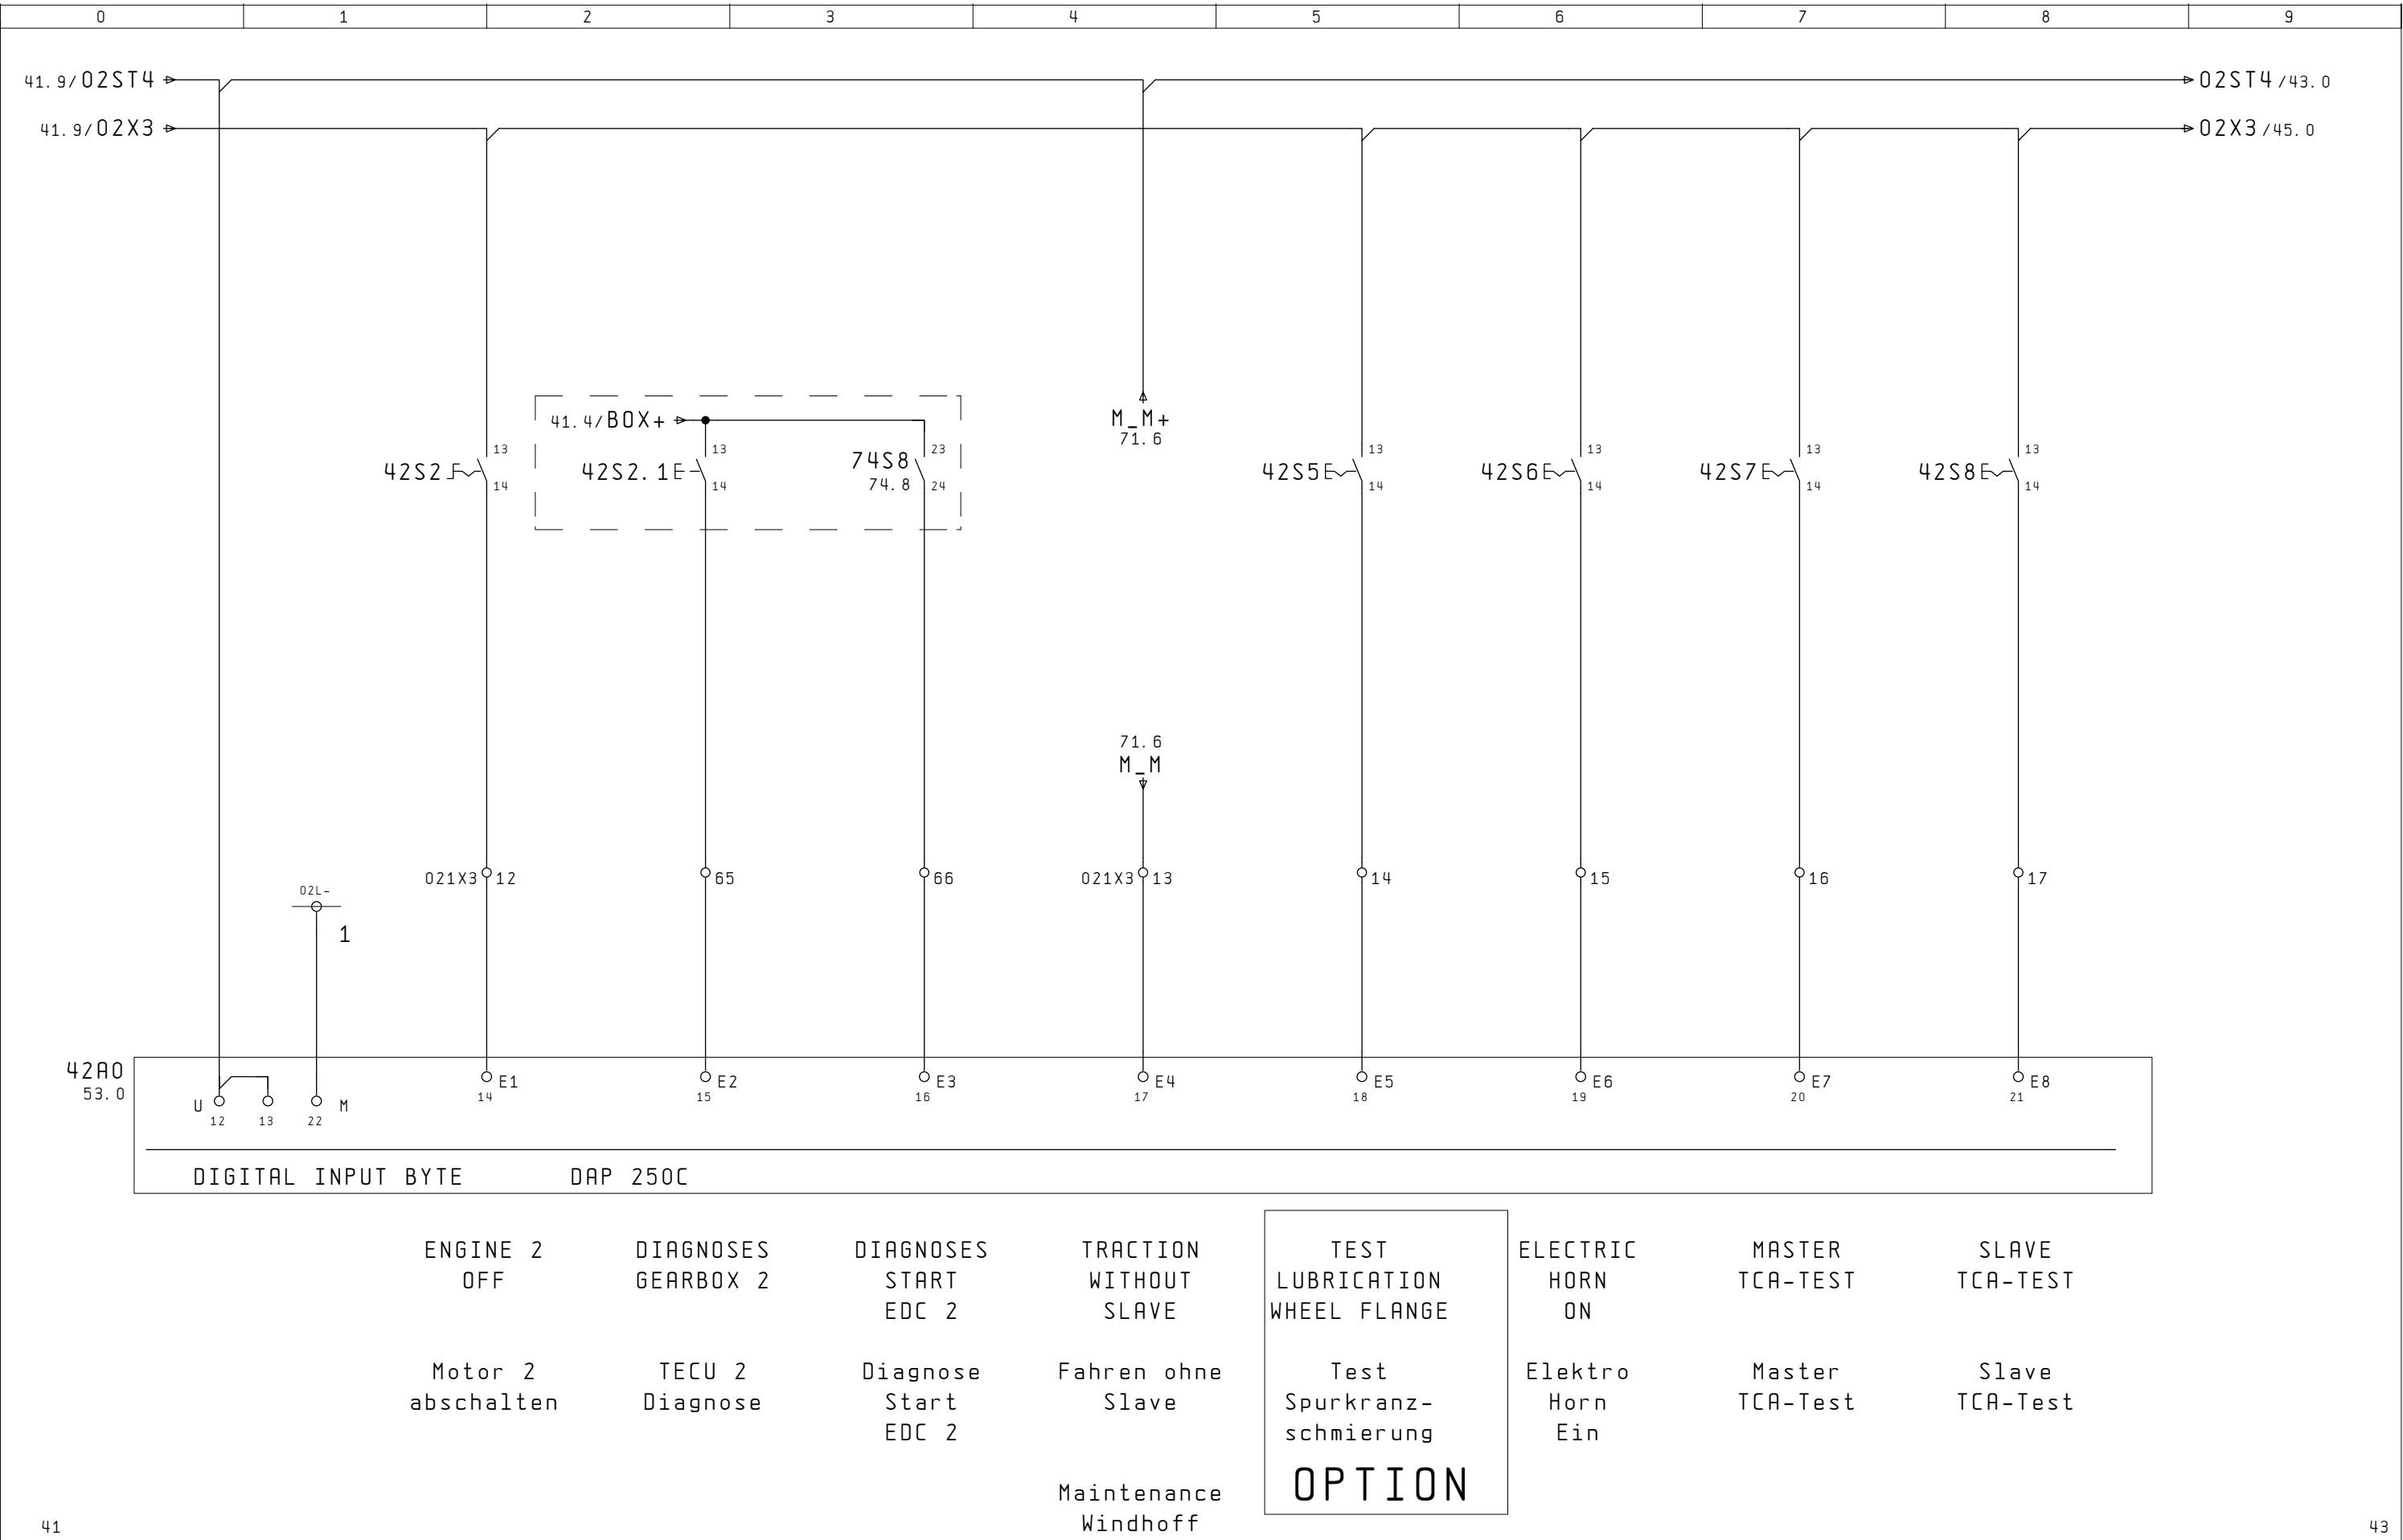 0 1 2 3 4 5 6 7 8 9
41.9/02ST4 02ST4/43.0
41.9/02X3 02X3/45.0
41.4/BOX+ M_M+
71.6
13 13 23 13 13 13 13
42S2 42S2.1 74S8 42S5 42S6 42S7 42S8
14 14 74.8 24 14 14 14 14
71.6
M_M
021X3 12 65 66 021X3 13 14 15 16 17
02L-
1
42A0 E1 E2 E3 E4 E5 E6 E7 E8
53.0 14 15 16 17 18 19 20 21
U M
12 13 22
DIGITAL INPUT BYTE DAP 250C
ENGINE 2 DIAGNOSES DIAGNOSES TRACTION TEST ELECTRIC MASTER SLAVE
OFF GEARBOX 2 START WITHOUT LUBRICATION HORN TCA-TEST TCA-TEST
EDC 2 SLAVE WHEEL FLANGE ON
Motor 2 TECU 2 Diagnose Fahren ohne Test Elektro Master Slave
abschalten Diagnose Start Slave Spurkranz- Horn TCA-Test TCA-Test
EDC 2 schmierung Ein
OPTION
Maintenance
Windhoff
41 43